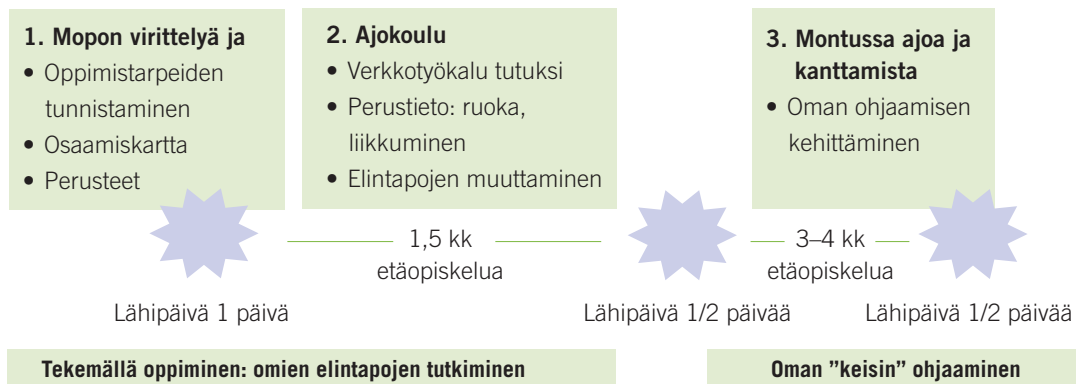 1. Mopon virittelyä ja
• Oppimistarpeiden
tunnistaminen
• Osaamiskartta
• Perusteet
2. Ajokoulu
• Verkkotyökalu tutuksi
• Perustieto: ruoka,
liikkuminen
• Elintapojen muuttaminen
3. Montussa ajoa ja
kanttamista
• Oman ohjaamisen
kehittäminen
1,5 kk
etäopiskelua
3–4 kk
etäopiskelua
Lähipäivä 1 päivä
Lähipäivä 1/2 päivää
Lähipäivä 1/2 päivää
Tekemällä oppiminen: omien elintapojen tutkiminen
Oman ”keisin” ohjaaminen